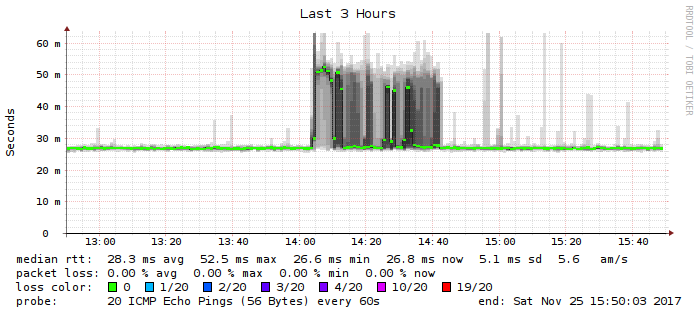 Last 3 Hours
RRDTOOL / TOBI OETIKER
Seconds
60 m
50 m
40 m
30 m
20 m
10 m
0
13:00 13:20 13:40 14:00 14:20 14:40 15:00 15:20 15:40
median rtt: 28.3 ms avg 52.5 ms max 26.6 ms min 26.8 ms now 5.1 ms sd 5.6 am/s
packet loss: 0.00 % avg 0.00 % max 0.00 % min 0.00 % now
loss color: 0 1/20 2/20 3/20 4/20 10/20 19/20
probe: 20 ICMP Echo Pings (56 Bytes) every 60s end: Sat Nov 25 15:50:03 2017